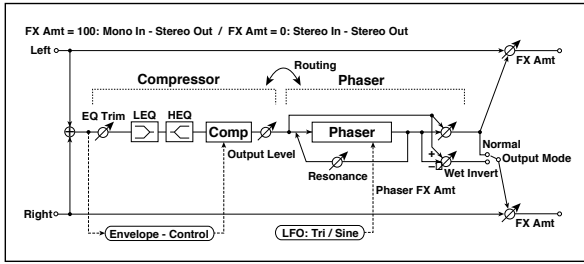 FX Amt = 100: Mono In - Stereo Out / FX Amt = 0: Stereo In - Stereo Out
Left
FX Amt
Routing
Compressor
Phaser
EQ Trim
LEQ
HEQ
Comp
Phaser
Normal
Output Level
+
Output Mode
Resonance
−
Wet Invert
Phaser FX Amt
Right
FX Amt
Envelope - Control
LFO: Tri / Sine